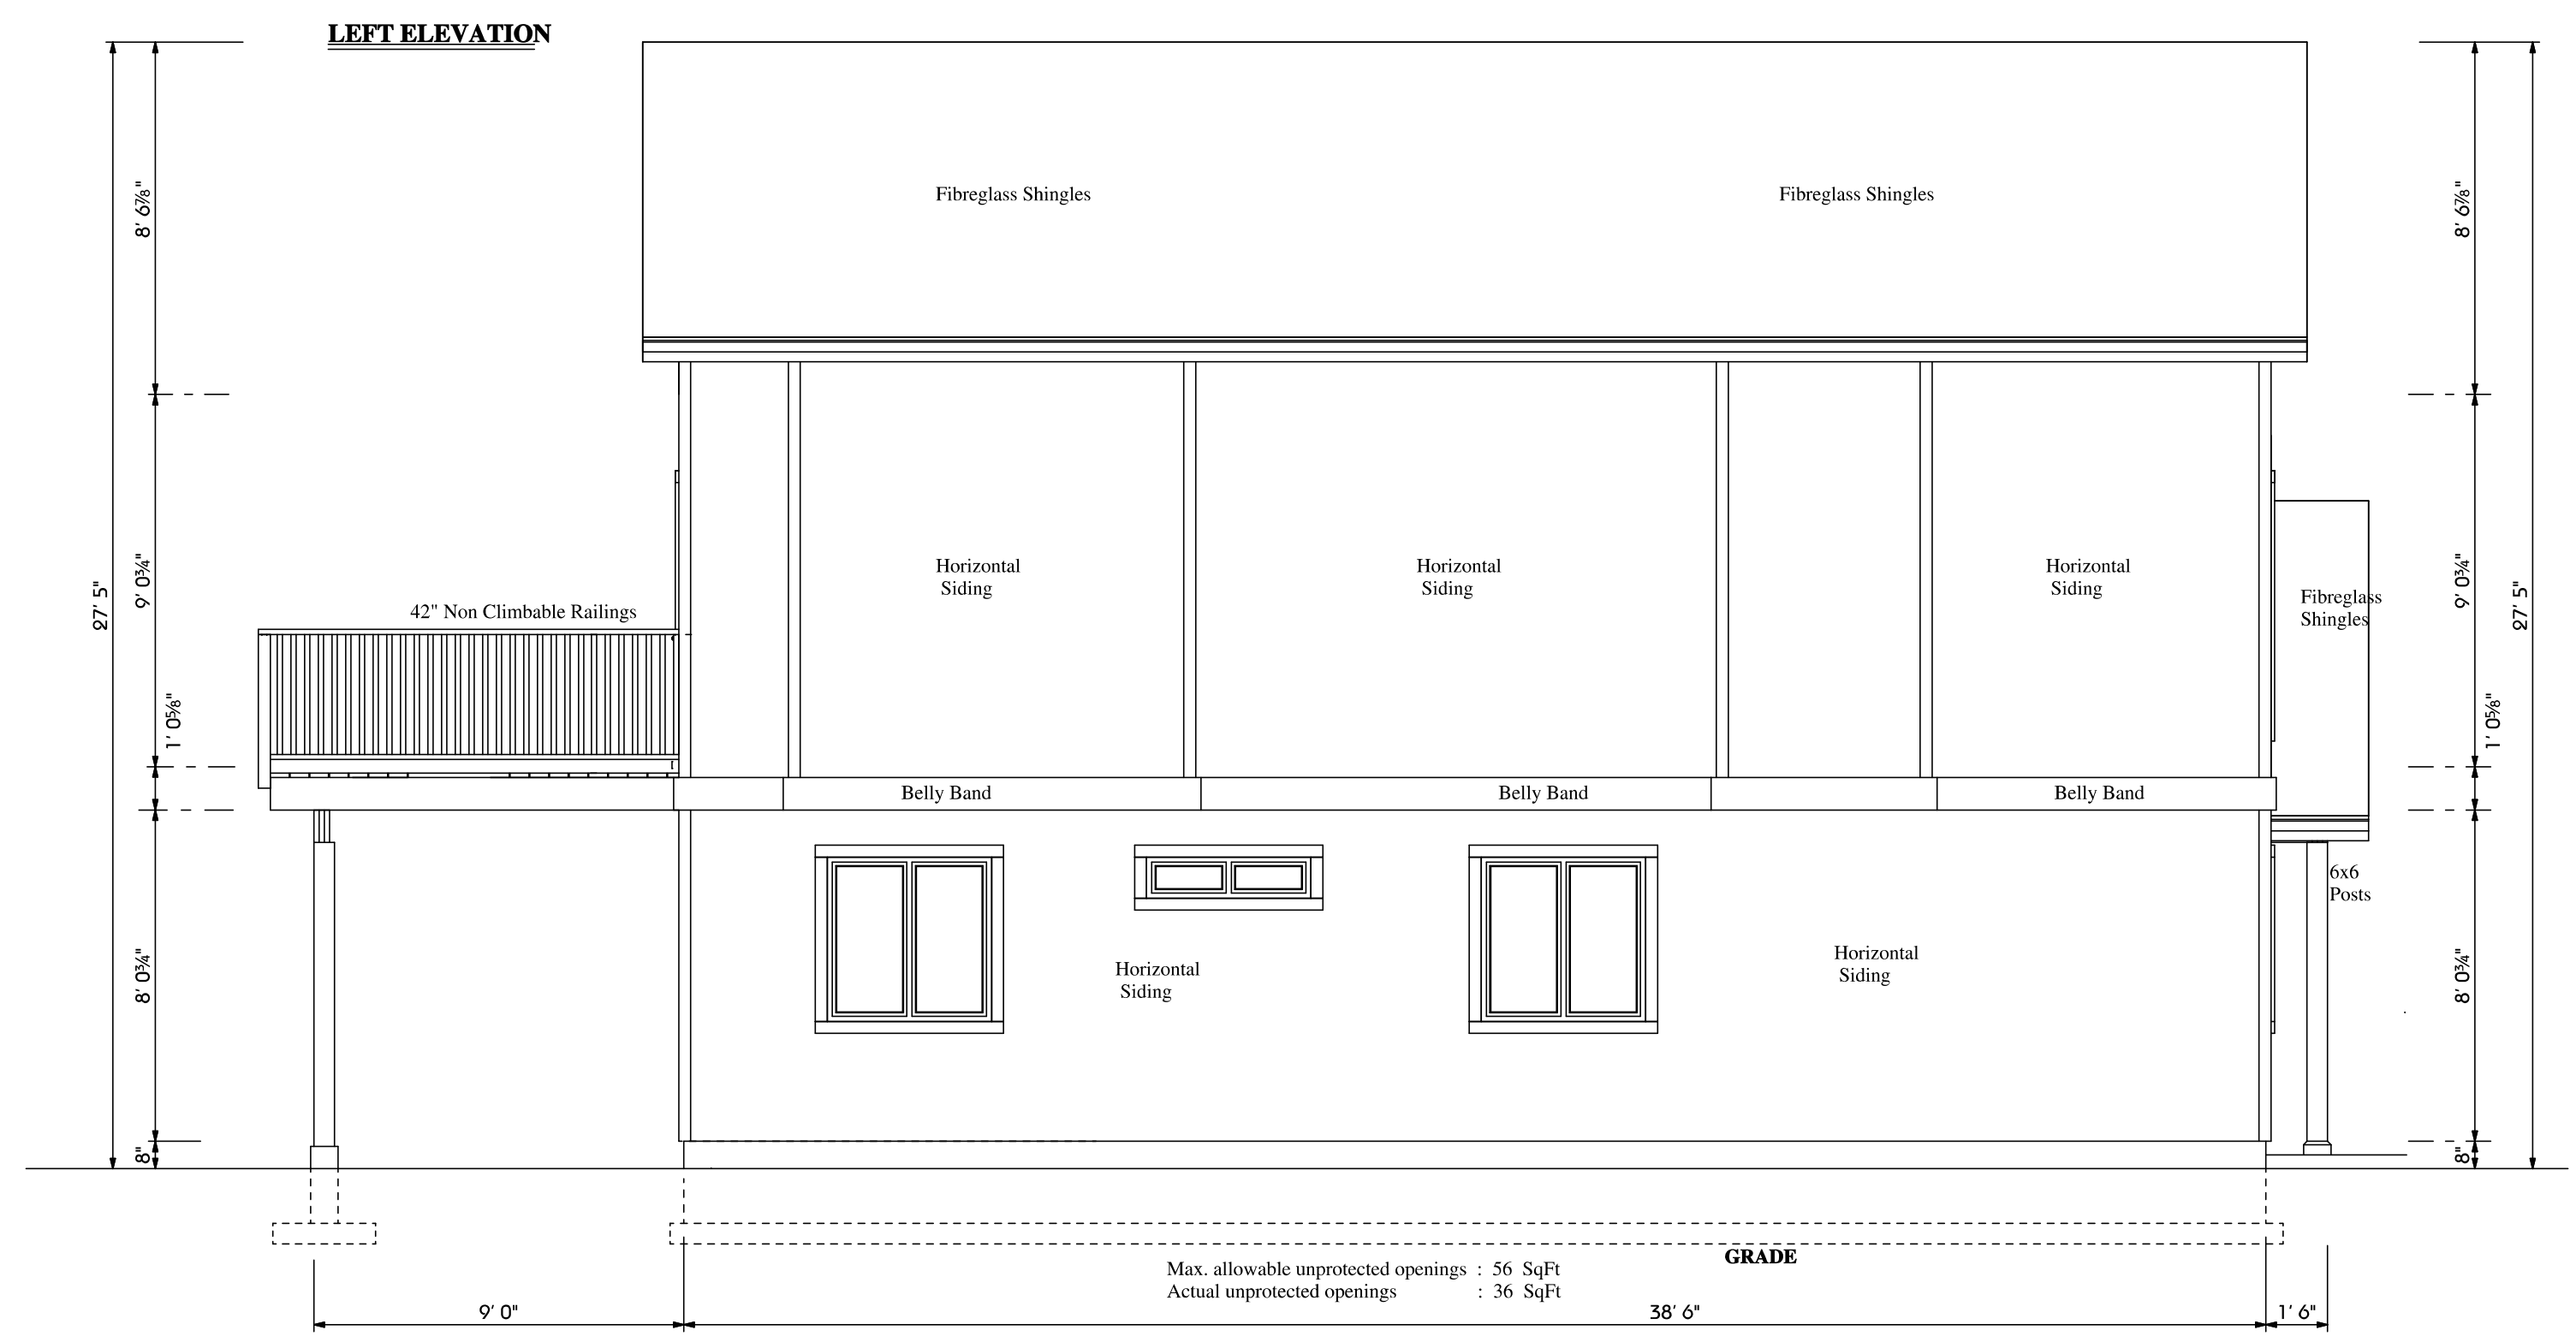 LEFT ELEVATION
Fibreglass Shingles
Fibreglass Shingles
8' 6⅞"
8' 6⅞"
Horizontal
Siding
Horizontal
Siding
Horizontal
Siding
9' 0¾"
9' 0¾"
27' 5"
27' 5"
Fibreglass
Shingles
42" Non Climbable Railings
1' 0⅝"
1' 0⅝"
Belly Band
Belly Band
Belly Band
6x6
Posts
Horizontal
Siding
Horizontal
Siding
8' 0¾"
8' 0¾"
8"
8"
GRADE
Max. allowable unprotected openings : 56 SqFt
Actual unprotected openings : 36 SqFt
9' 0"
38' 6"
1' 6"